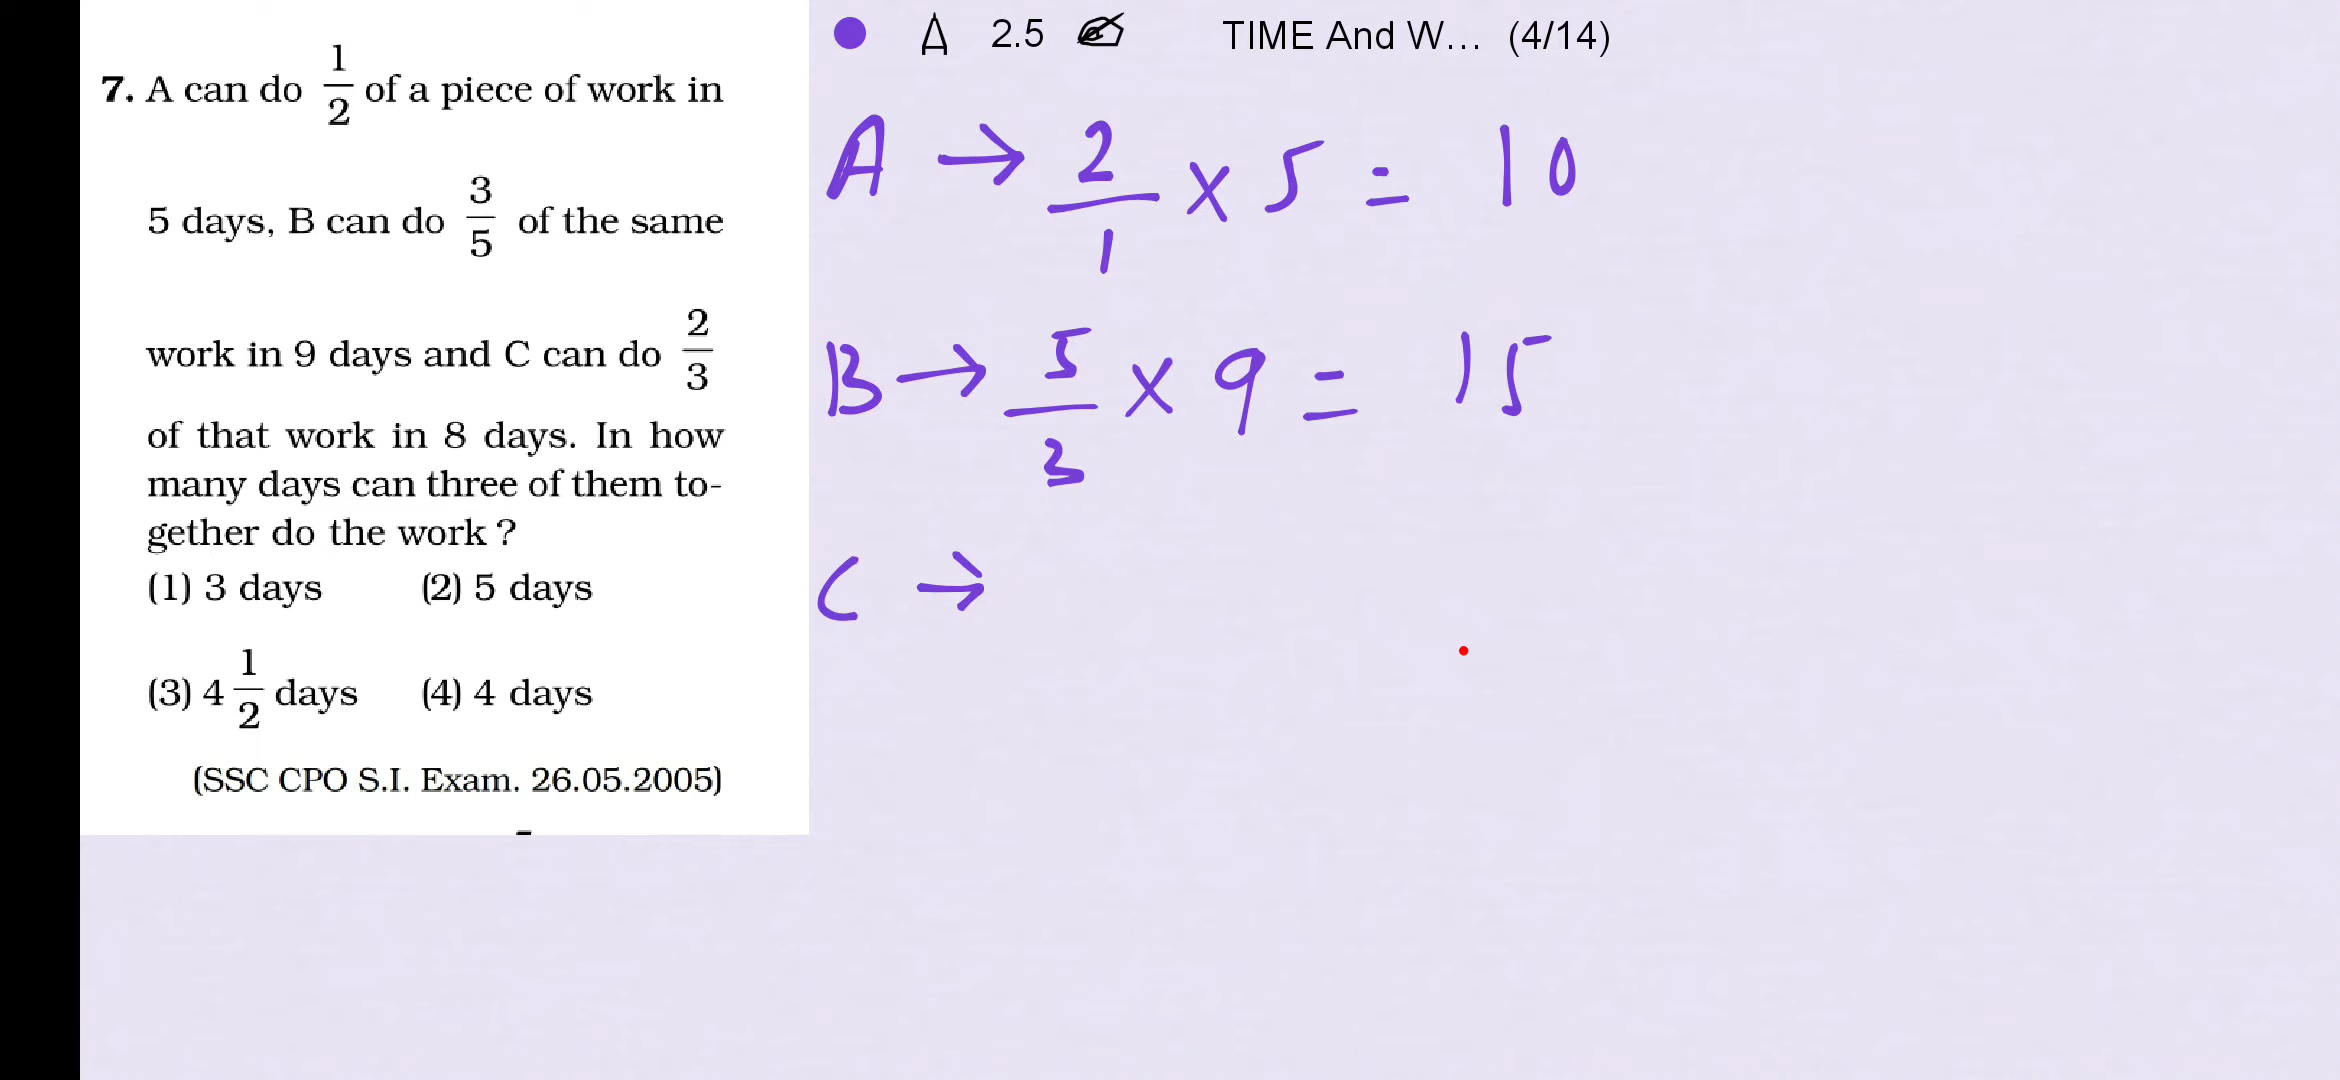 7. A can do 1/2 of a piece of work in
5 days, B can do 3/5 of the same
work in 9 days and C can do 2/3
of that work in 8 days. In how
many days can three of them to-
gether do the work ?
(1) 3 days (2) 5 days
(3) 4 1/2 days (4) 4 days
(SSC CPO S.I. Exam. 26.05.2005)
2.5 TIME And W... (4/14)
A → 2/1 × 5 = 10
B → 5/3 × 9 = 15
C →